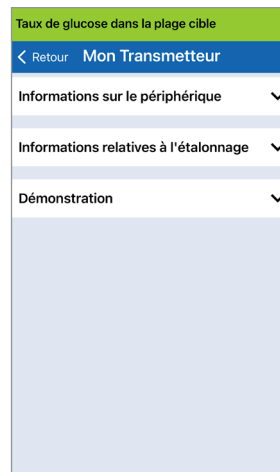 Taux de glucose dans la plage cible
Retour Mon Transmetteur
Informations sur le périphérique
Informations relatives à l'étalonnage
Démonstration